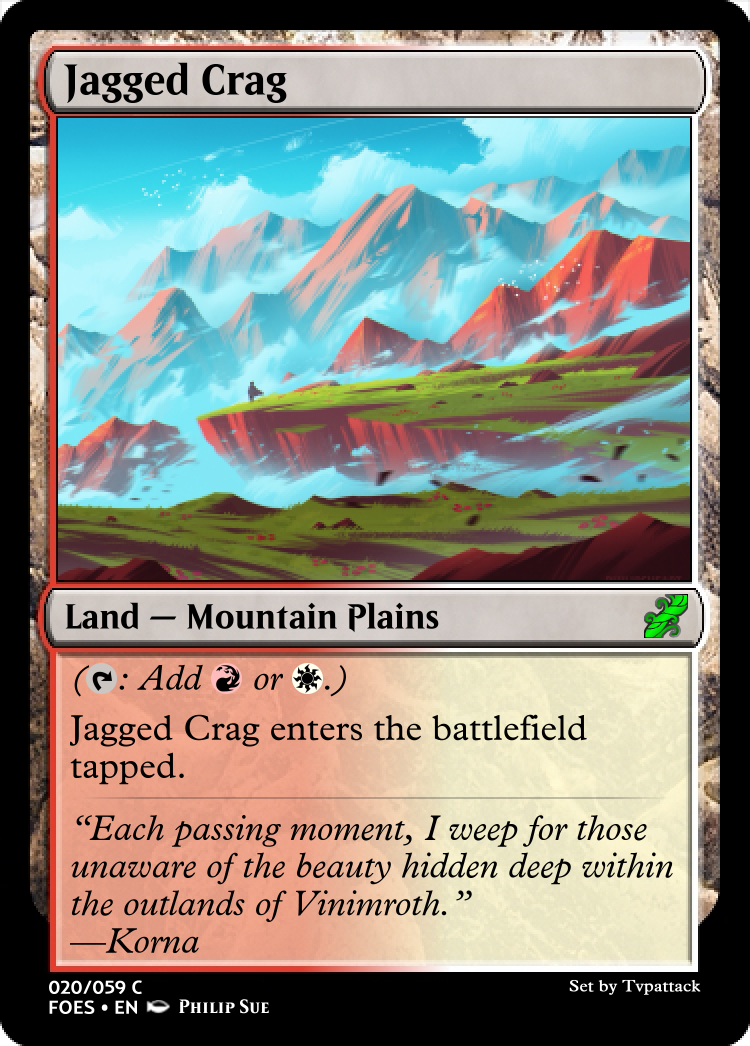 Jagged Crag
Land — Mountain Plains
(: Add or .)
Jagged Crag enters the battlefield
tapped.
“Each passing moment, I weep for those
unaware of the beauty hidden deep within
the outlands of Vinimroth.”
—Korna
020/059 C
FOES • EN Philip Sue
Set by Tvpattack